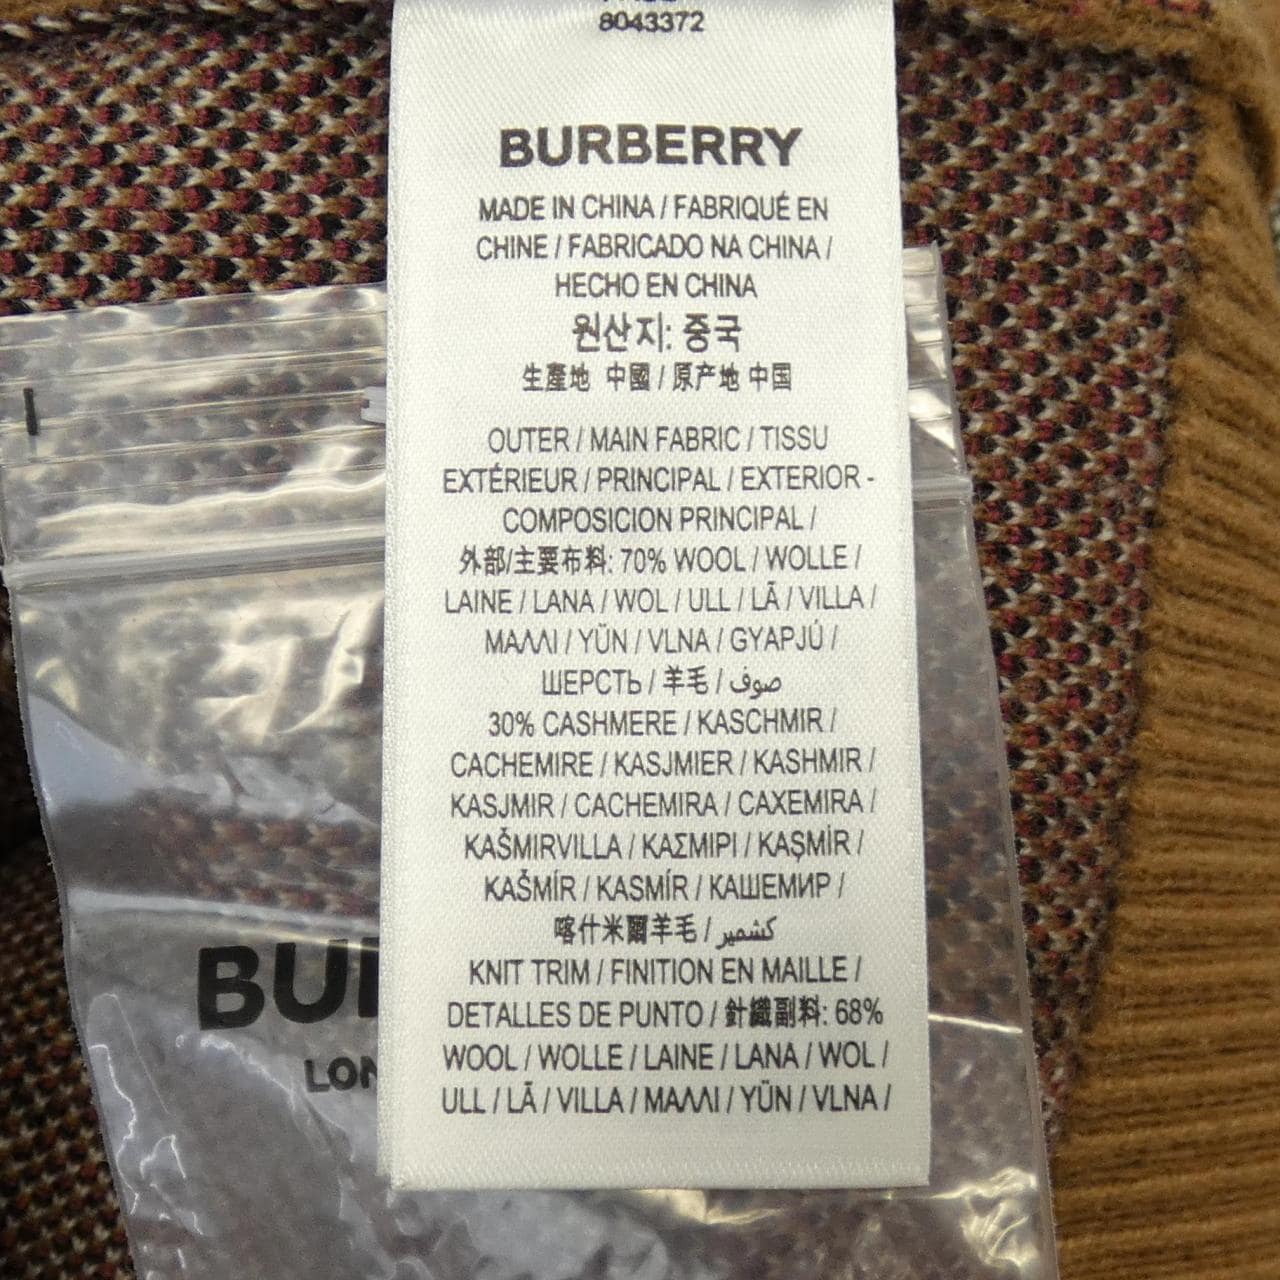 8043372
BURBERRY
MADE IN CHINA / FABRIQUÉ EN
CHINE / FABRICADO NA CHINA /
HECHO EN CHINA
원산지: 중국
生產地 中國 / 原产地 中国
OUTER / MAIN FABRIC / TISSU
EXTÉRIEUR / PRINCIPAL / EXTERIOR -
COMPOSICION PRINCIPAL /
外部/主要布料: 70% WOOL / WOLLE /
LAINE / LANA / WOL / ULL / LÃ / VILLA /
ΜΑΛΛΙ / YÜN / VLNA / GYAPJÚ /
ШЕРСТЬ / 羊毛 / صوف
30% CASHMERE / KASCHMIR /
CACHEMIRE / KASJMIER / KASHMIR /
KASJMIR / CACHEMIRA / CAXEMIRA /
KAŠMIRVILLA / ΚΑΣΜΙΡΙ / KAŞMİR /
KAŠMÍR / KASMÍR / КАШЕМИР /
喀什米爾羊毛 / كشمير
KNIT TRIM / FINITION EN MAILLE /
DETALLES DE PUNTO / 針織副料: 68%
WOOL / WOLLE / LAINE / LANA / WOL /
ULL / LÃ / VILLA / ΜΑΛΛΙ / YÜN / VLNA /
BU
LON